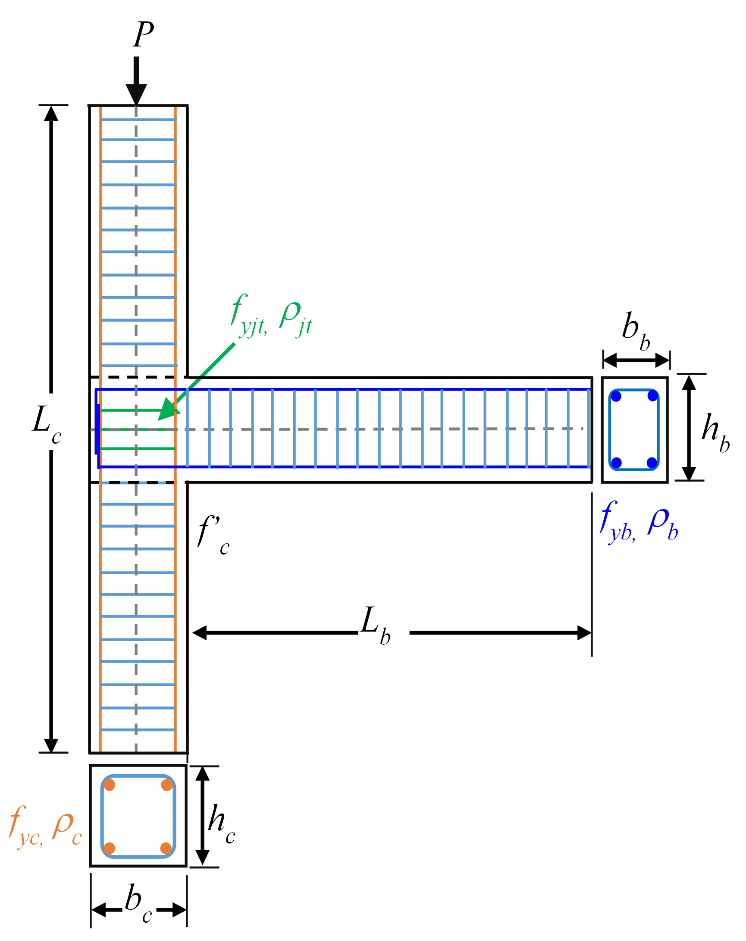 P
f_yjt, ρ_jt
b_b
L_c
h_b
f'_c
f_yb, ρ_b
L_b
f_yc, ρ_c
h_c
b_c